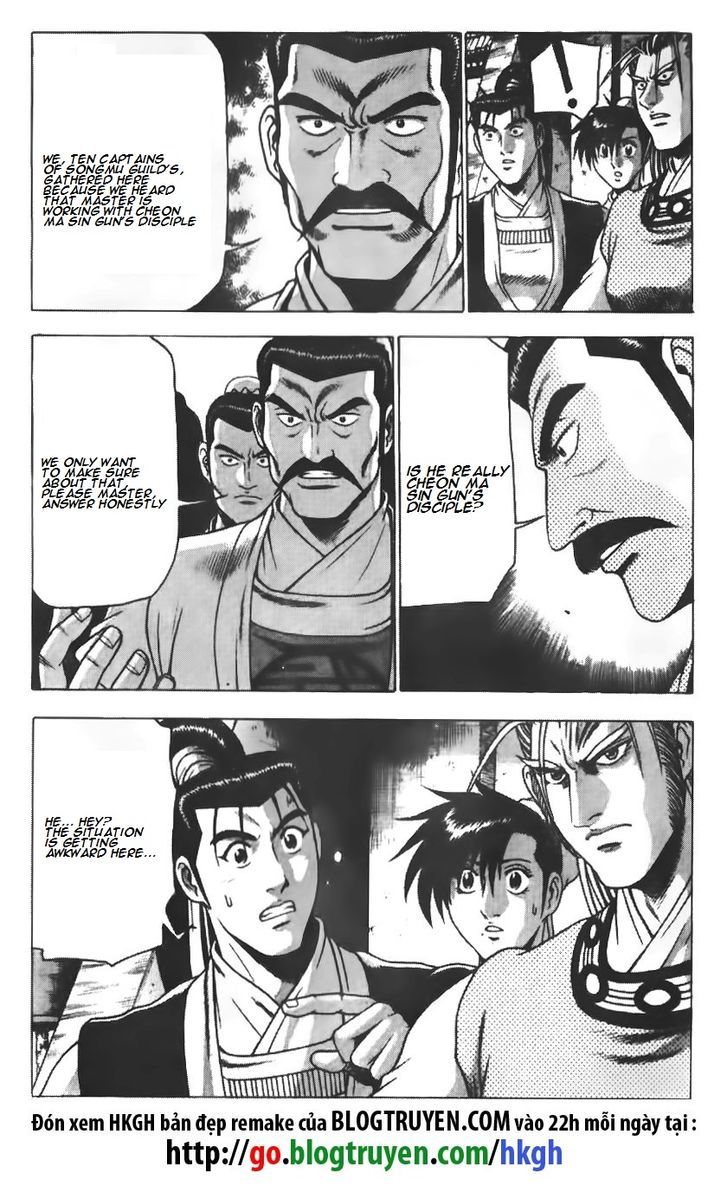 WE, TEN CAPTAINS
OF SONGMU GUILD'S,
GATHERED HERE
BECAUSE WE HEARD
THAT MASTER IS
WORKING WITH CHEON
MA SIN GUN'S DISCIPLE
!
WE ONLY WANT
TO MAKE SURE
ABOUT THAT,
PLEASE MASTER,
ANSWER HONESTLY
IS HE REALLY
CHEON MA
SIN GUN'S
DISCIPLE?
HE... HEY?
THE SITUATION
IS GETTING
AWKWARD HERE...
Đón xem HKGH bản đẹp remake của BLOGTRUYEN.COM vào 22h mỗi ngày tại :
http://go.blogtruyen.com/hkgh